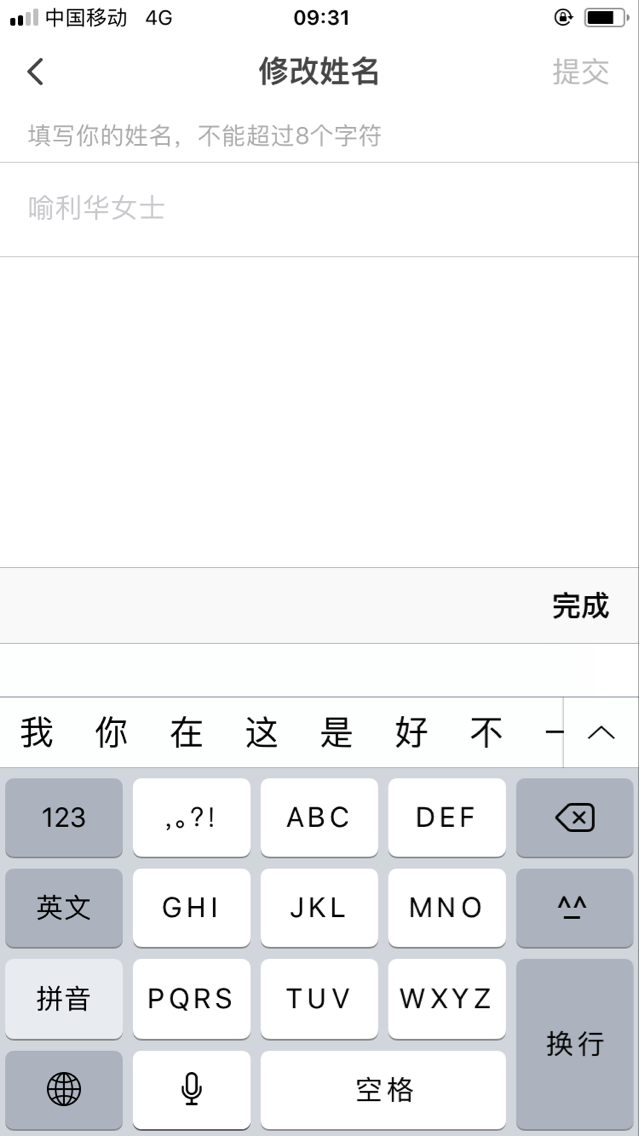 中国移动 4G 09:31
修改姓名 提交
填写你的姓名，不能超过8个字符
喻利华女士
完成
我 你 在 这 是 好 不 一
123 ,。?! ABC DEF
英文 GHI JKL MNO ^^
拼音 PQRS TUV WXYZ
换行
空格